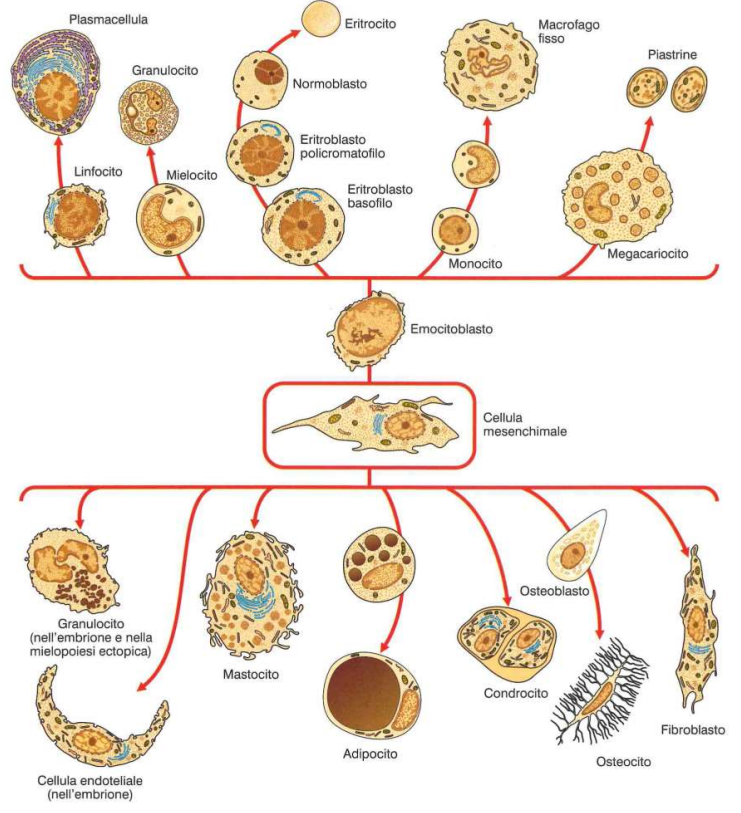 Plasmacellula
Eritrocito
Macrofago
fisso
Piastrine
Granulocito
Normoblasto
Eritroblasto
policromatofilo
Linfocito
Mielocito
Eritroblasto
basofilo
Monocito
Megacariocito
Emocitoblasto
Cellula
mesenchimale
Granulocito
(nell'embrione e nella
mielopoiesi ectopica)
Mastocito
Osteoblasto
Condrocito
Fibroblasto
Adipocito
Osteocito
Cellula endoteliale
(nell'embrione)